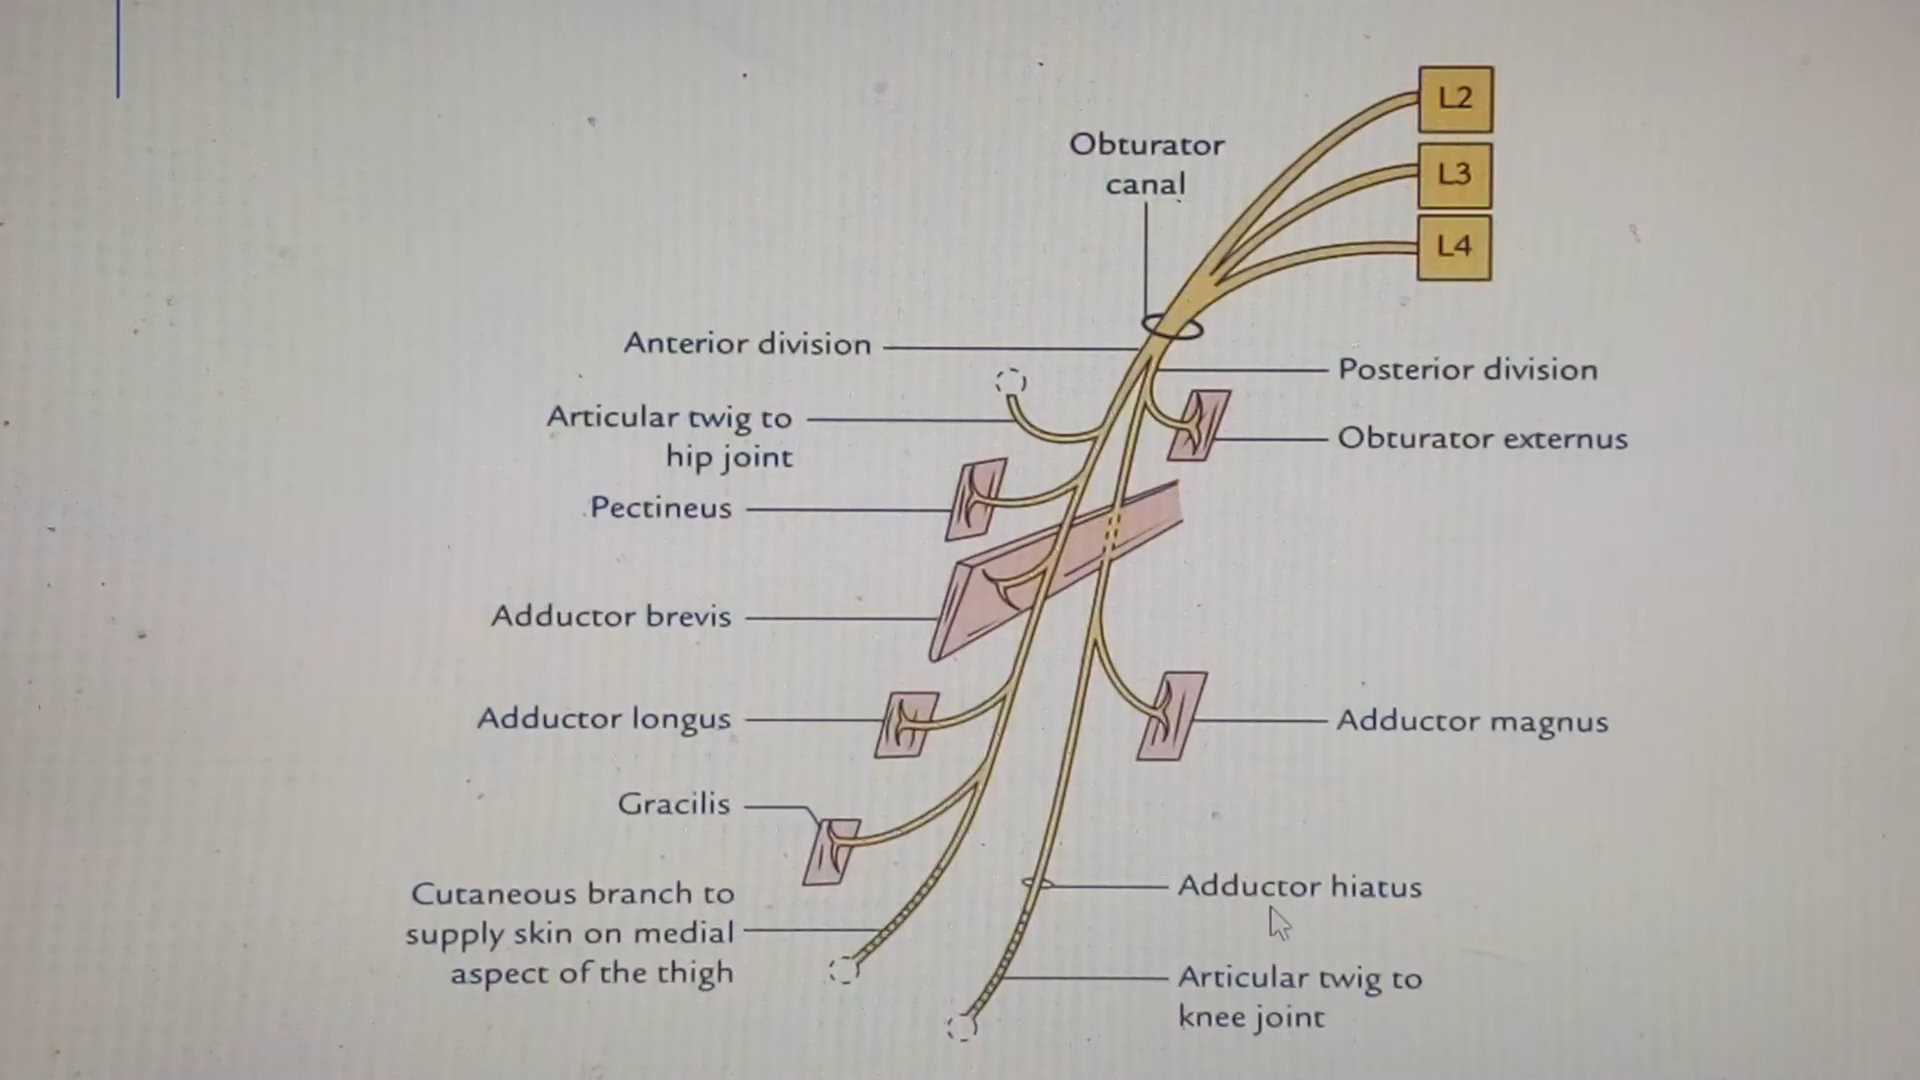 L2
Obturator
canal
L3
L4
Anterior division
Posterior division
Articular twig to
hip joint
Obturator externus
Pectineus
Adductor brevis
Adductor longus
Adductor magnus
Gracilis
Cutaneous branch to
supply skin on medial
aspect of the thigh
Adductor hiatus
Articular twig to
knee joint